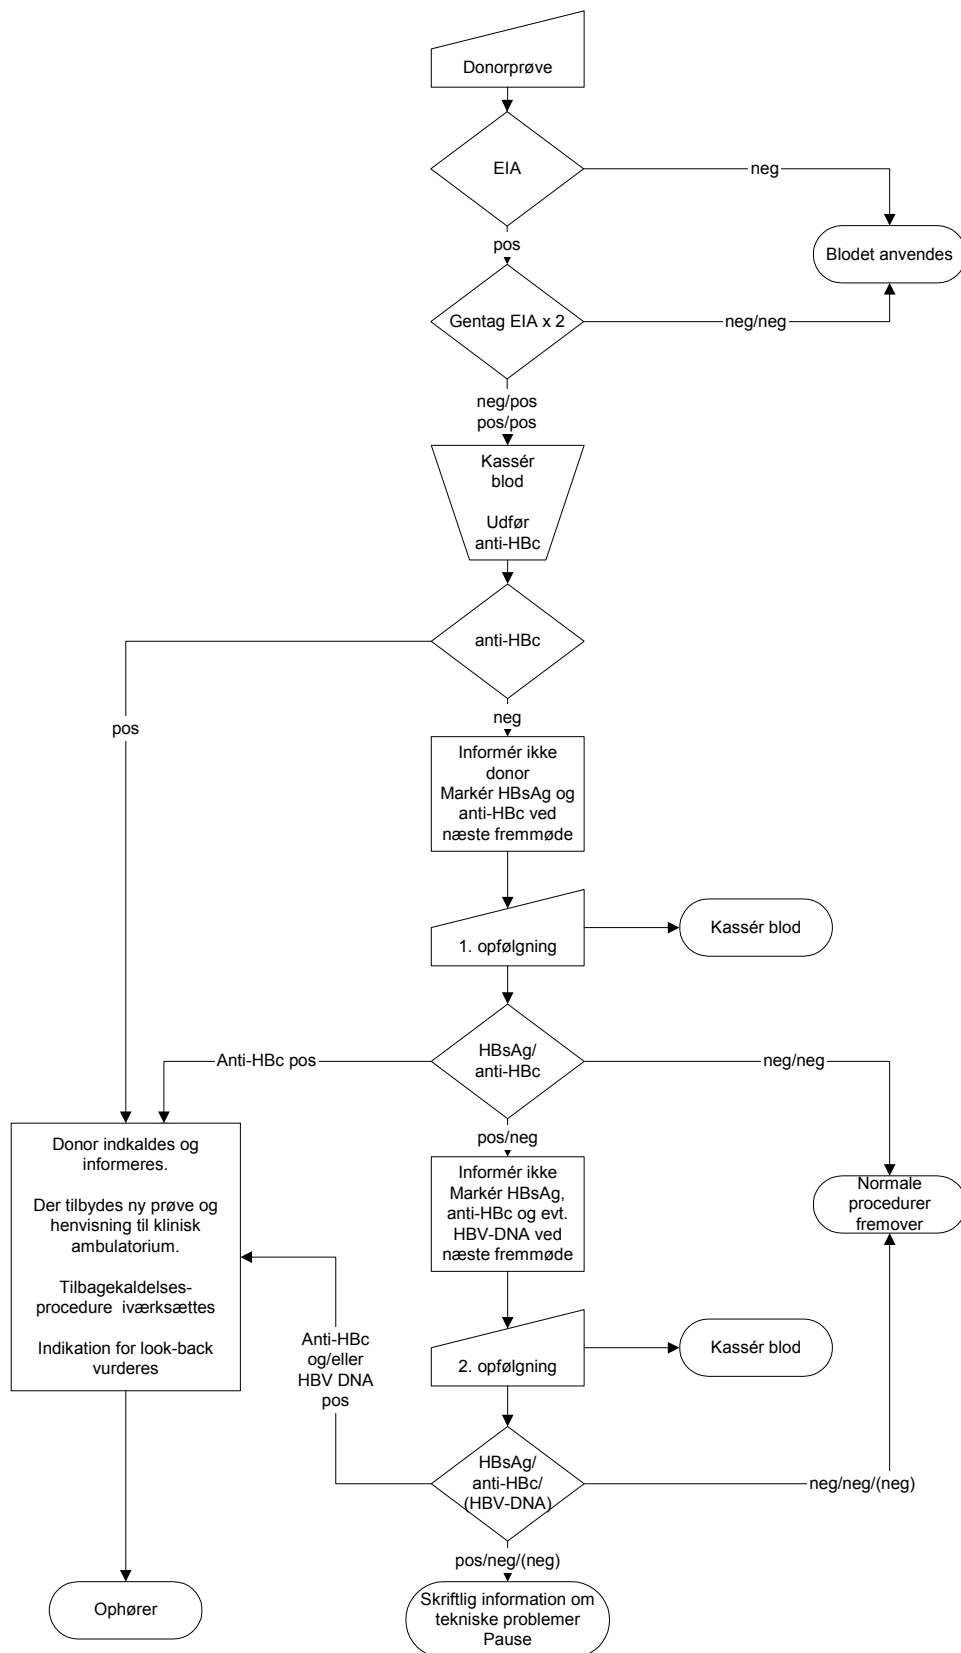 Donorprøve
EIA
neg
pos
Blodet anvendes
Gentag EIA x 2
neg/neg
neg/pos
pos/pos
Kassér
blod
Udfør
anti-HBc
anti-HBc
pos
neg
Informér ikke
donor
Markér HBsAg og
anti-HBc ved
næste fremmøde
1. opfølgning
Kassér blod
HBsAg/
anti-HBc
Anti-HBc pos
neg/neg
pos/neg
Donor indkaldes og
informeres.
Der tilbydes ny prøve og
henvisning til klinisk
ambulatorium.
Tilbagekaldelses-
procedure iværksættes
Indikation for look-back
vurderes
Informér ikke
Markér HBsAg,
anti-HBc og evt.
HBV-DNA ved
næste fremmøde
Normale
procedurer
fremover
2. opfølgning
Kassér blod
Anti-HBc
og/eller
HBV DNA
pos
HBsAg/
anti-HBc/
(HBV-DNA)
neg/neg/(neg)
pos/neg/(neg)
Ophører
Skriftlig information om
tekniske problemer
Pause